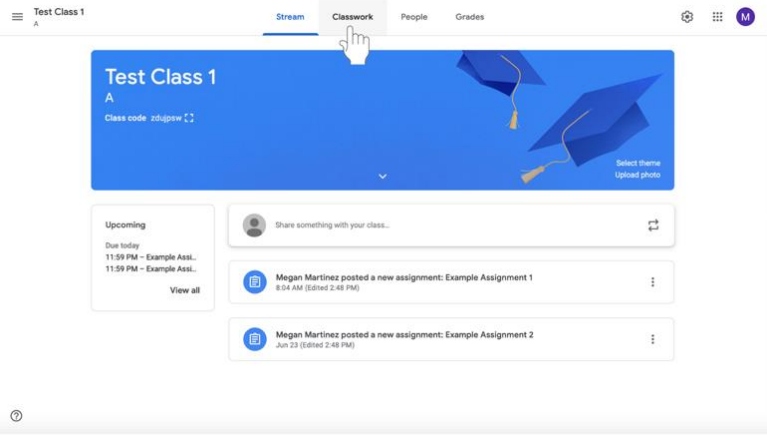 Test Class 1
A
Stream Classwork People Grades
M
Test Class 1
A
Class code zdujpsw
Select theme
Upload photo
Upcoming
Due today
11:59 PM – Example Assi..
11:59 PM – Example Assi..
View all
Share something with your class...
Megan Martinez posted a new assignment: Example Assignment 1
8:04 AM (Edited 2:48 PM)
Megan Martinez posted a new assignment: Example Assignment 2
Jun 23 (Edited 2:48 PM)